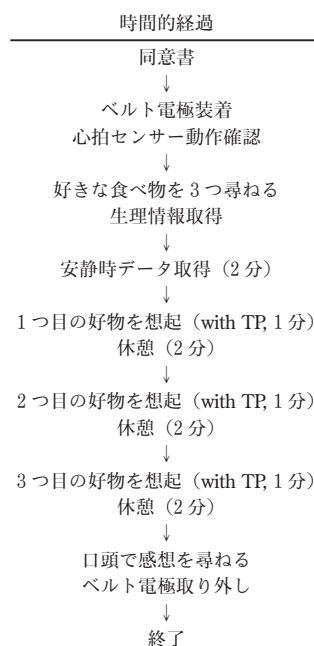 時間的経過
同意書
↓
ベルト電極装着
心拍センサー動作確認
↓
好きな食べ物を3つ尋ねる
生理情報取得
↓
安静時データ取得（2分）
↓
1つ目の好物を想起（with TP, 1分）
休憩（2分）
↓
2つ目の好物を想起（with TP, 1分）
休憩（2分）
↓
3つ目の好物を想起（with TP, 1分）
休憩（2分）
↓
口頭で感想を尋ねる
ベルト電極取り外し
↓
終了